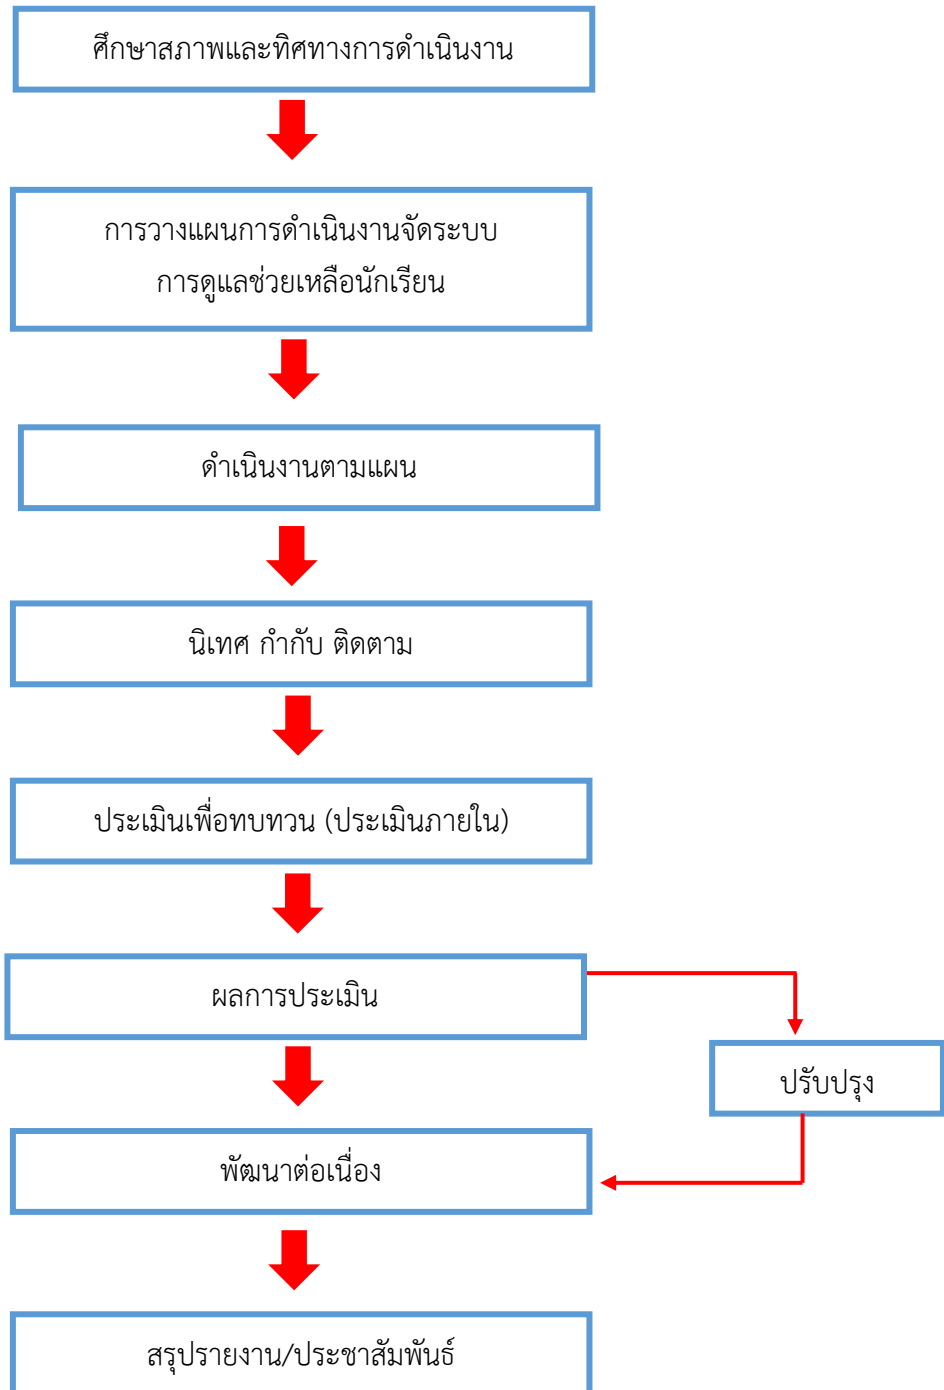 ศึกษาสภาพและทิศทางการดำเนินงาน
การวางแผนการดำเนินงานจัดระบบ
การดูแลช่วยเหลือนักเรียน
ดำเนินงานตามแผน
นิเทศ กำกับ ติดตาม
ประเมินเพื่อทบทวน (ประเมินภายใน)
ผลการประเมิน
ปรับปรุง
พัฒนาต่อเนื่อง
สรุปรายงาน/ประชาสัมพันธ์